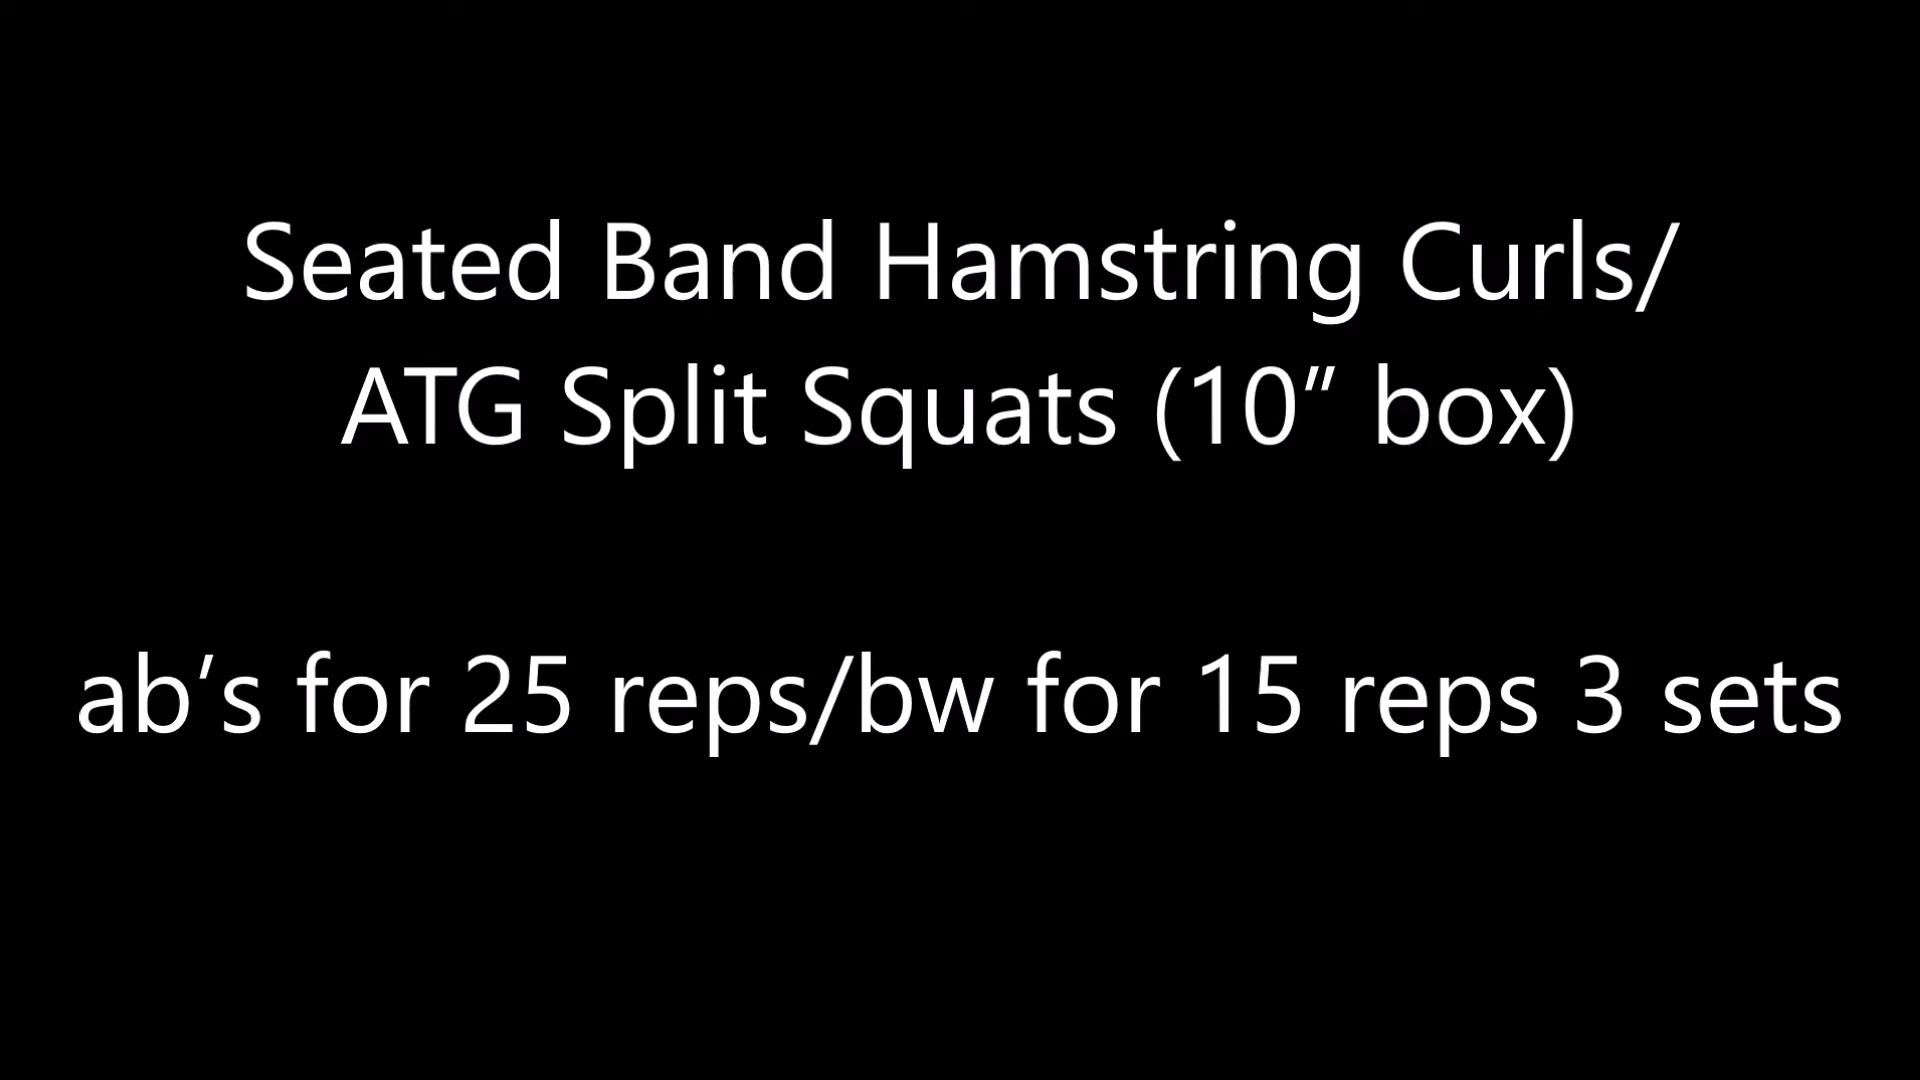 Seated Band Hamstring Curls/
ATG Split Squats (10” box)
ab’s for 25 reps/bw for 15 reps 3 sets